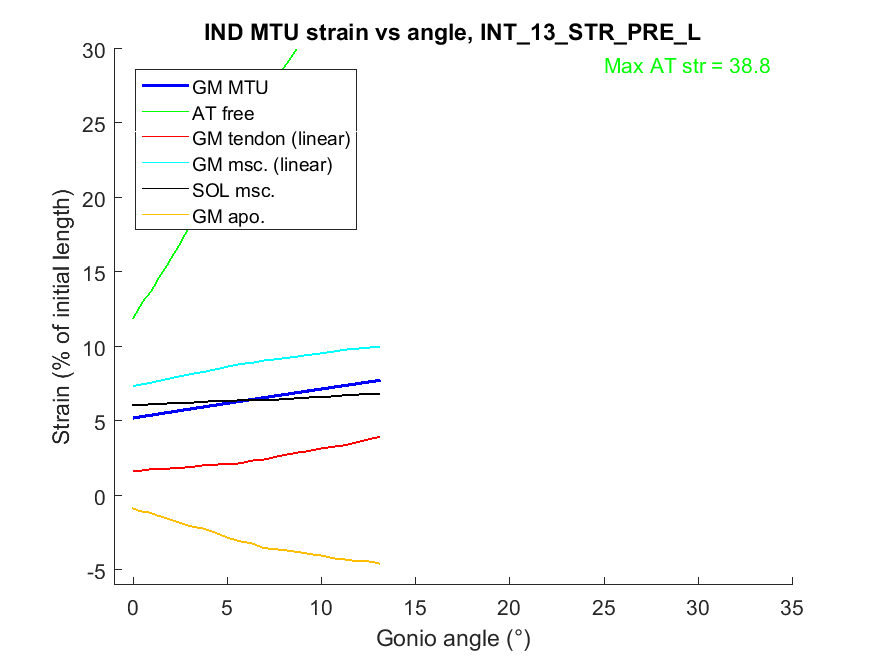 IND MTU strain vs angle, INT_13_STR_PRE_L
Max AT str = 38.8
GM MTU
AT free
GM tendon (linear)
GM msc. (linear)
SOL msc.
GM apo.
Strain (% of initial length)
30
25
20
15
10
5
0
-5
0 5 10 15 20 25 30 35
Gonio angle (°)